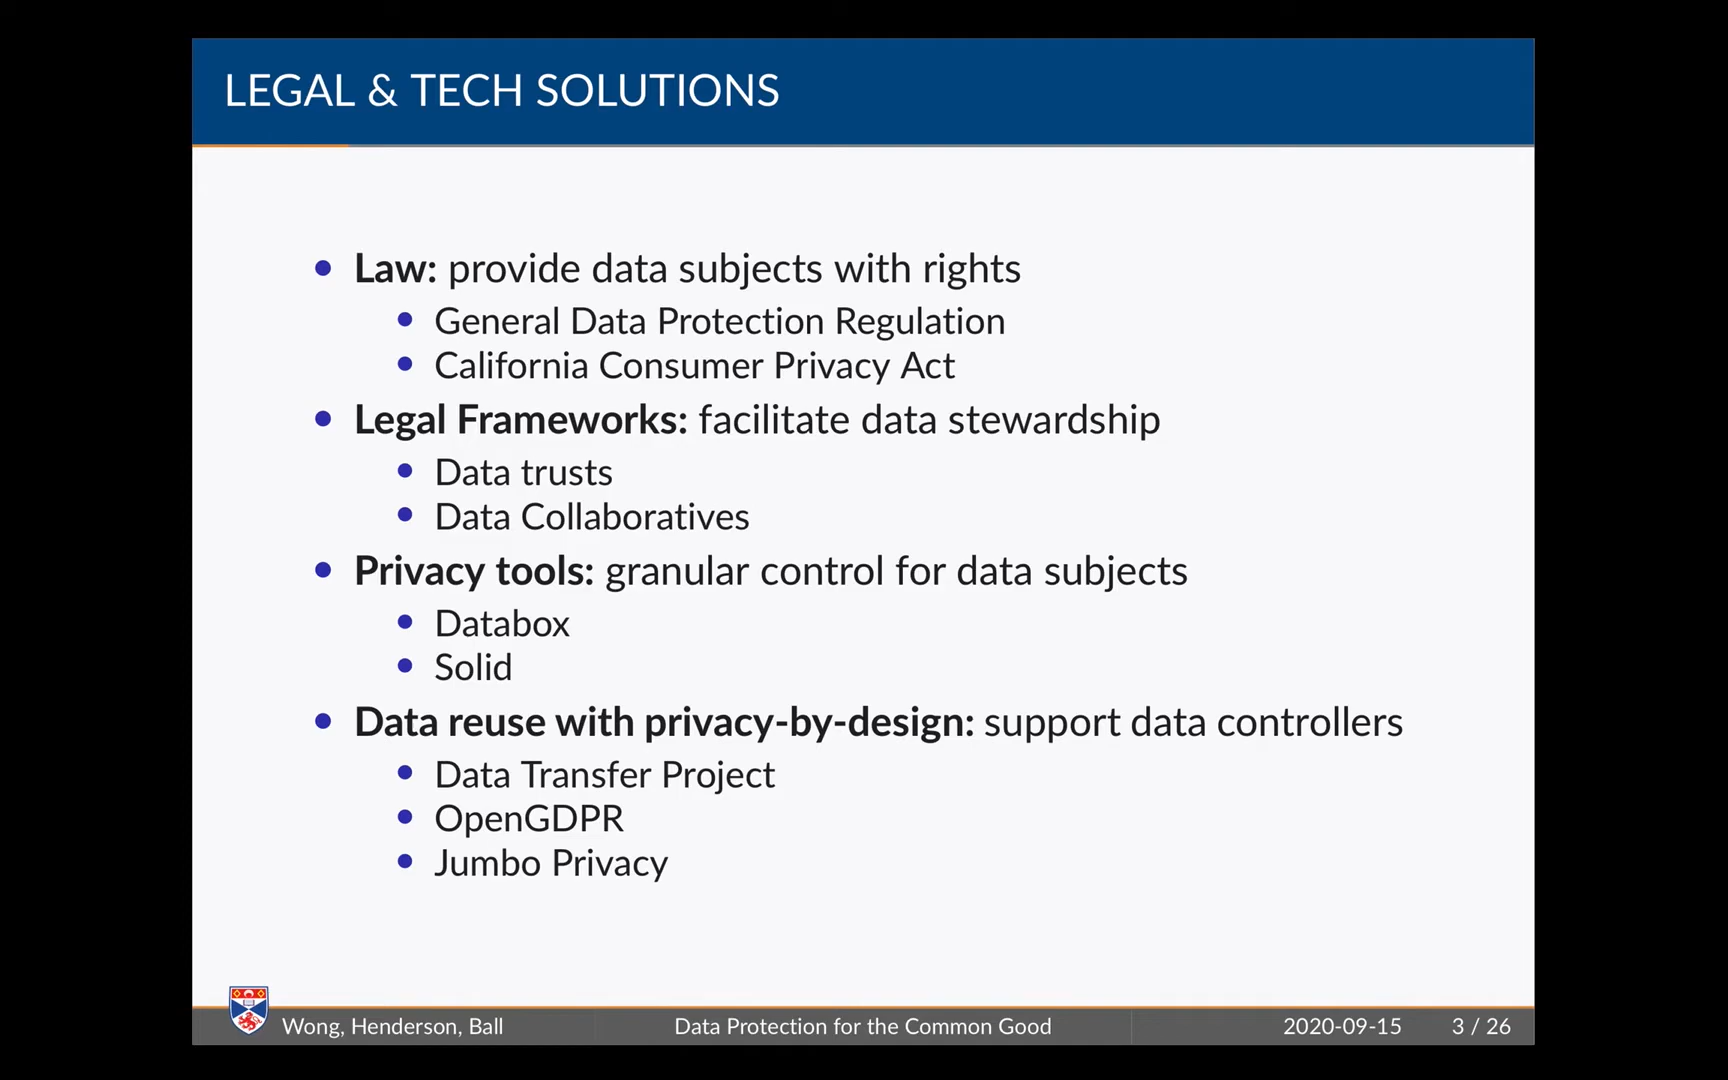 LEGAL & TECH SOLUTIONS
Law: provide data subjects with rights
General Data Protection Regulation
California Consumer Privacy Act
Legal Frameworks: facilitate data stewardship
Data trusts
Data Collaboratives
Privacy tools: granular control for data subjects
Databox
Solid
Data reuse with privacy-by-design: support data controllers
Data Transfer Project
OpenGDPR
Jumbo Privacy
Wong, Henderson, Ball Data Protection for the Common Good 2020-09-15 3 / 26